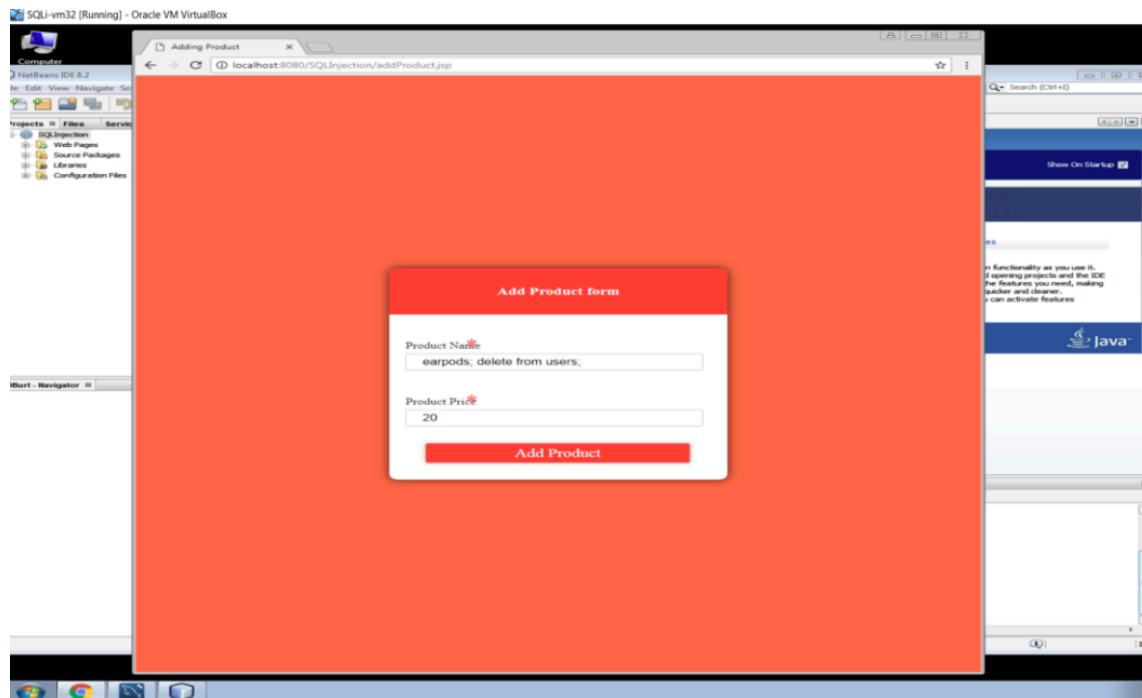 SQLi-vm32 [Running] - Oracle VM VirtualBox
Computer
Adding Product
localhost:8080/SQLInjection/addProduct.jsp
NetBeans IDE 8.2
Edit View Navigate
Search (Ctrl+I)
Projects Files
SQLInjection
Web Pages
Source Packages
Libraries
Configuration Files
Show On Startup
functionality as you use it.
opening projects and the IDE
the features you need, making
quicker and cleaner.
can activate features
Java
Add Product form
Product Name*
earpods; delete from users;
Product Price*
20
Add Product
- Navigator